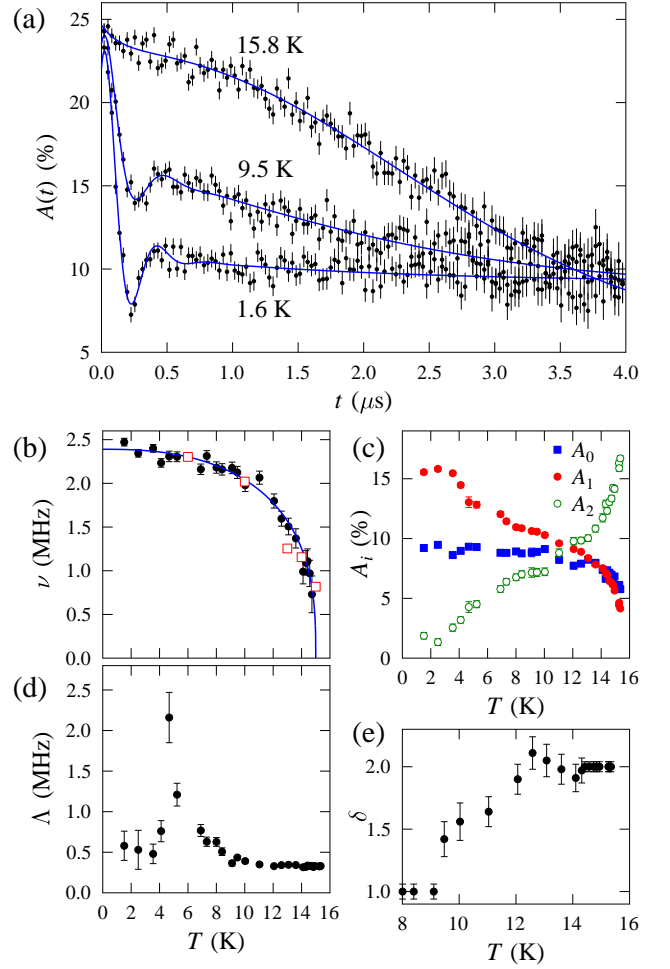 (a)
25
20
15
10
5
A(t) (%)
15.8 K
9.5 K
1.6 K
0.0 0.5 1.0 1.5 2.0 2.5 3.0 3.5 4.0
t (μs)
(b)
2.5
2.0
1.5
1.0
0.5
0.0
ν (MHz)
(c)
A₀
A₁
A₂
15
10
5
0
Aᵢ (%)
0 2 4 6 8 10 12 14 16
T (K)
(d)
2.5
2.0
1.5
1.0
0.5
0.0
Λ (MHz)
0 2 4 6 8 10 12 14 16
T (K)
(e)
2.0
1.5
1.0
δ
8 10 12 14 16
T (K)